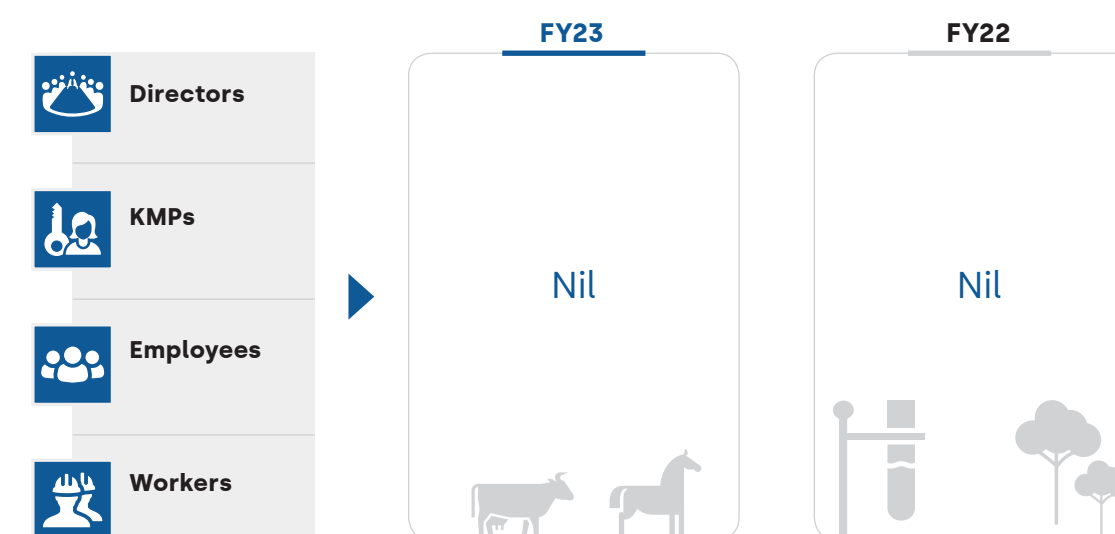 FY23
FY22
Directors
KMPs
Employees
Workers
Nil
Nil